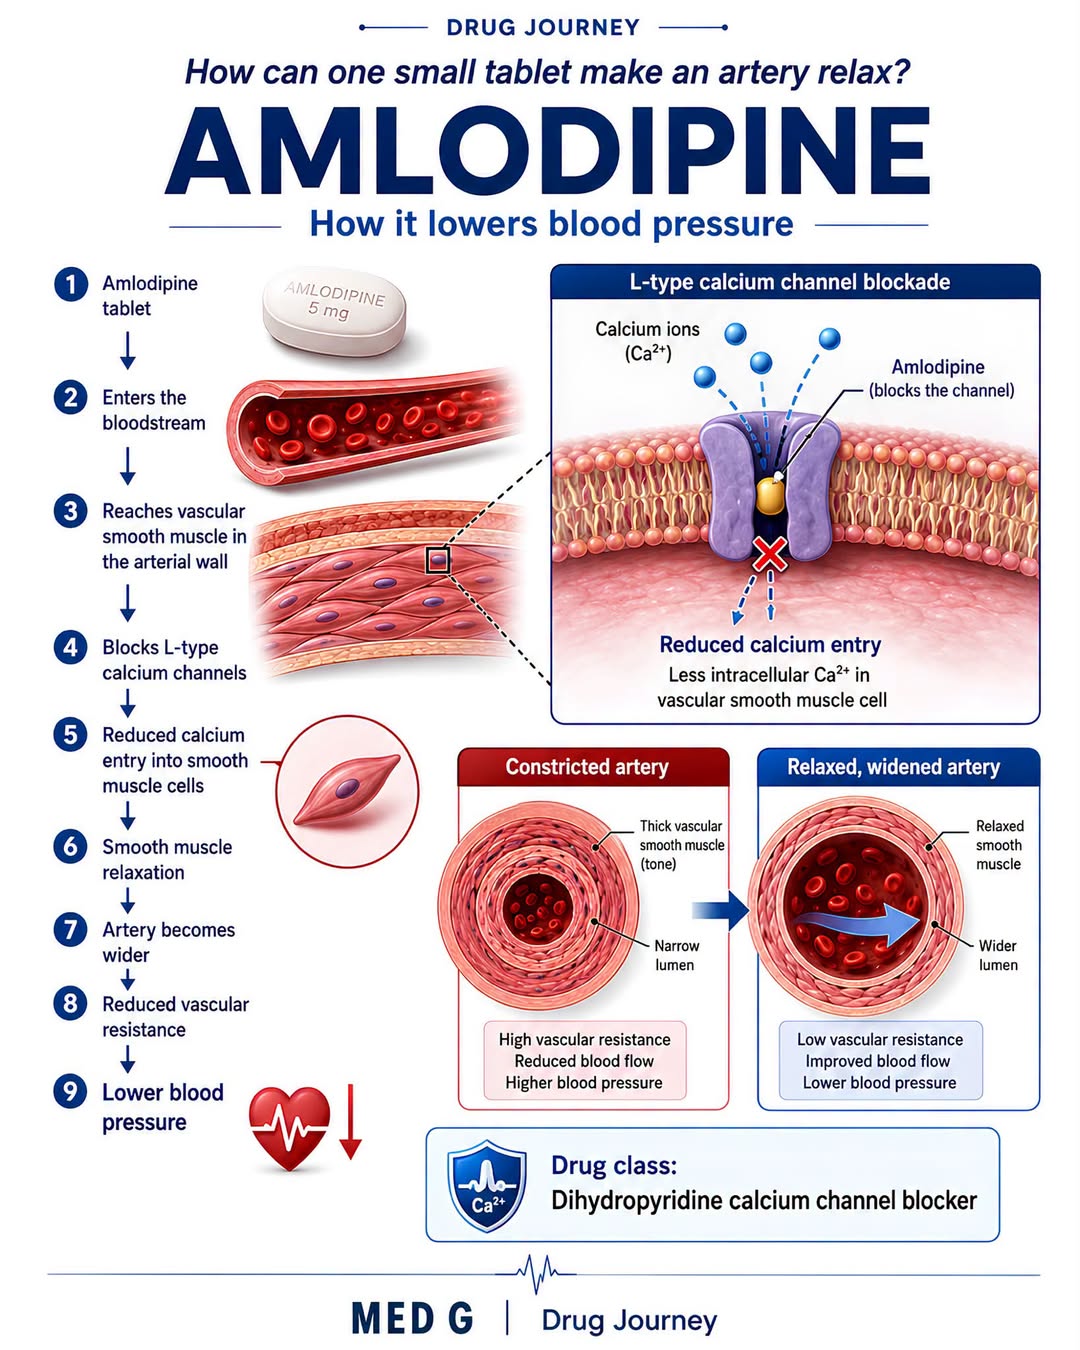 DRUG JOURNEY
How can one small tablet make an artery relax?
AMLODIPINE
How it lowers blood pressure
1 Amlodipine
tablet
2 Enters the
bloodstream
3 Reaches vascular
smooth muscle in
the arterial wall
4 Blocks L-type
calcium channels
5 Reduced calcium
entry into smooth
muscle cells
6 Smooth muscle
relaxation
7 Artery becomes
wider
8 Reduced vascular
resistance
9 Lower blood
pressure
AMLODIPINE
5 mg
L-type calcium channel blockade
Calcium ions
(Ca²⁺)
Amlodipine
(blocks the channel)
Reduced calcium entry
Less intracellular Ca²⁺ in
vascular smooth muscle cell
Constricted artery
Thick vascular
smooth muscle
(tone)
Narrow
lumen
High vascular resistance
Reduced blood flow
Higher blood pressure
Relaxed, widened artery
Relaxed
smooth
muscle
Wider
lumen
Low vascular resistance
Improved blood flow
Lower blood pressure
Ca²⁺
Drug class:
Dihydropyridine calcium channel blocker
MED G | Drug Journey